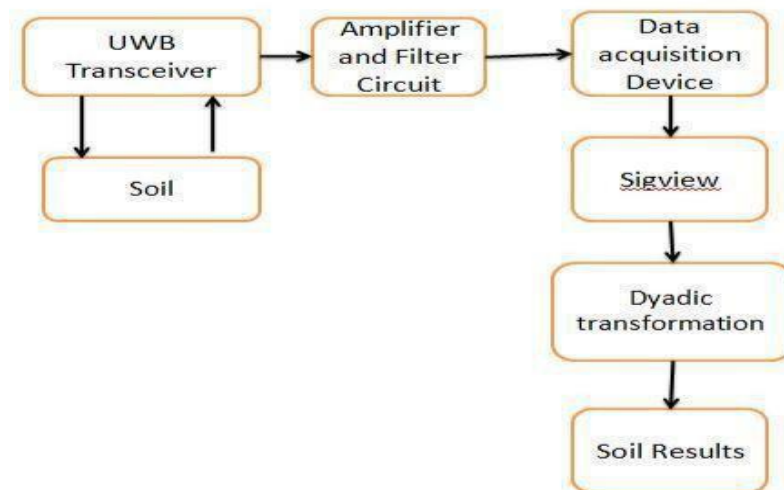 UWB
Transceiver
Amplifier
and Filter
Circuit
Data
acquisition
Device
Soil
Sigview
Dyadic
transformation
Soil Results